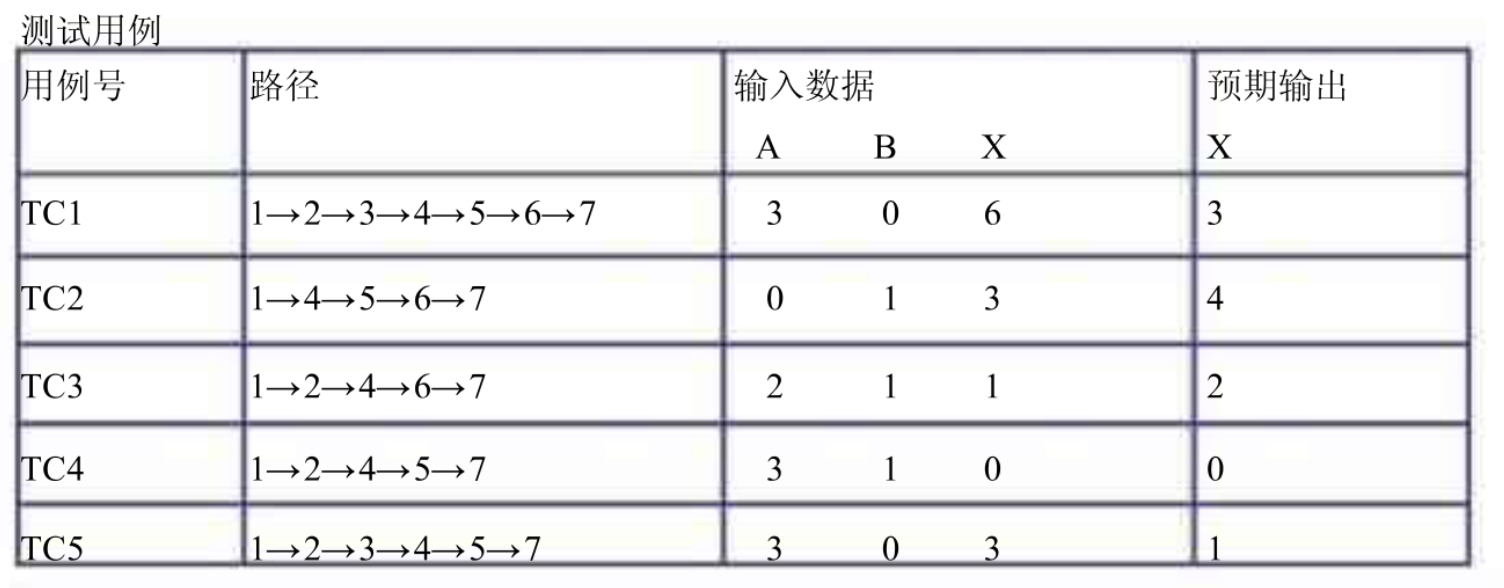 测试用例
用例号 路径 输入数据 预期输出
A B X X
TC1 1→2→3→4→5→6→7 3 0 6 3
TC2 1→4→5→6→7 0 1 3 4
TC3 1→2→4→6→7 2 1 1 2
TC4 1→2→4→5→7 3 1 0 0
TC5 1→2→3→4→5→7 3 0 3 1